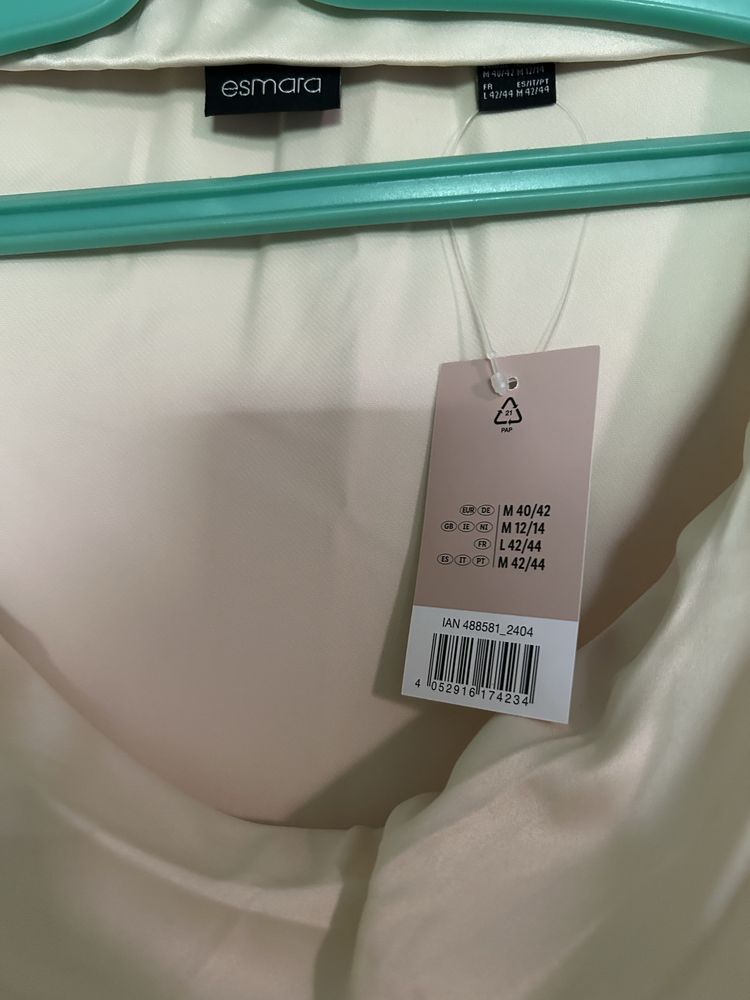 esmara
M 40/42 M 12/14
FR ES/IT/PT
L 42/44 M 42/44
21
PAP
EUR DE M 40/42
GB IE NI M 12/14
FR L 42/44
ES IT PT M 42/44
IAN 488581_2404
4 052916 174234